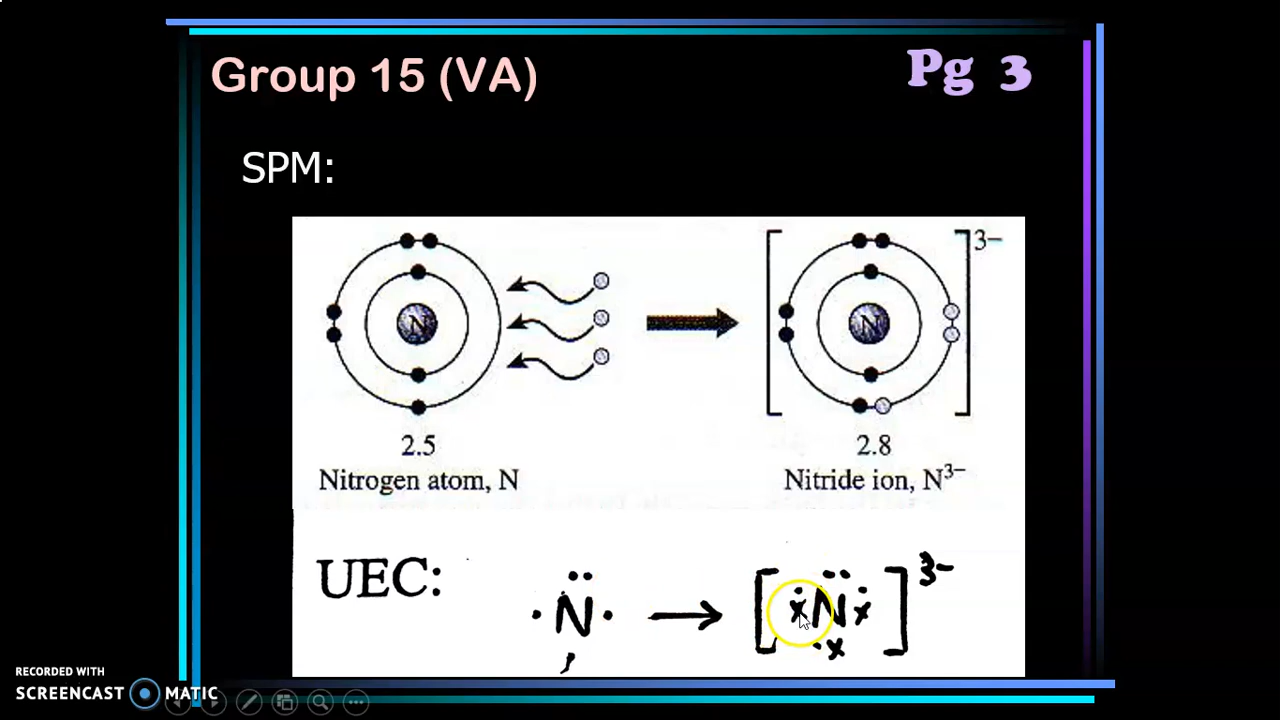 Group 15 (VA)
Pg 3
SPM:
3−
N
N
2.5
2.8
Nitrogen atom, N
Nitride ion, N³⁻
UEC:
N
[N]³⁻
x x
x
RECORDED WITH
SCREENCAST MATIC